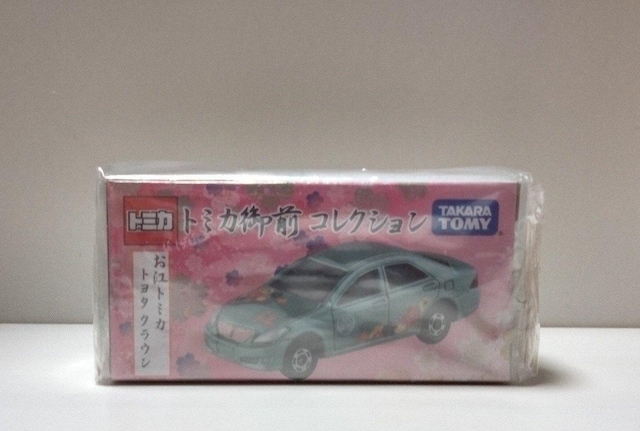 トミカ
トミカ御前 コレクション
TAKARA
TOMY
お江トミカ
トヨタ クラウン